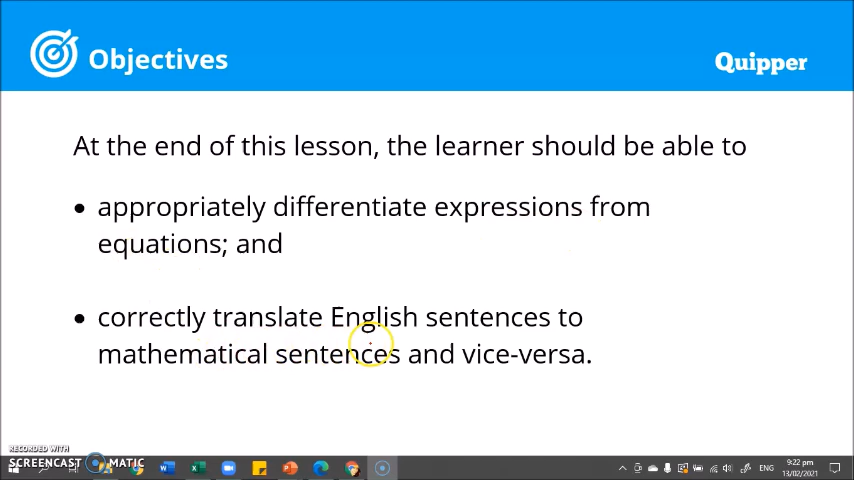 Objectives
Quipper
At the end of this lesson, the learner should be able to
• appropriately differentiate expressions from
equations; and
• correctly translate English sentences to
mathematical sentences and vice-versa.
RECORDED WITH
SCREENCAST MATIC
ENG
9:22 pm
13/02/2021